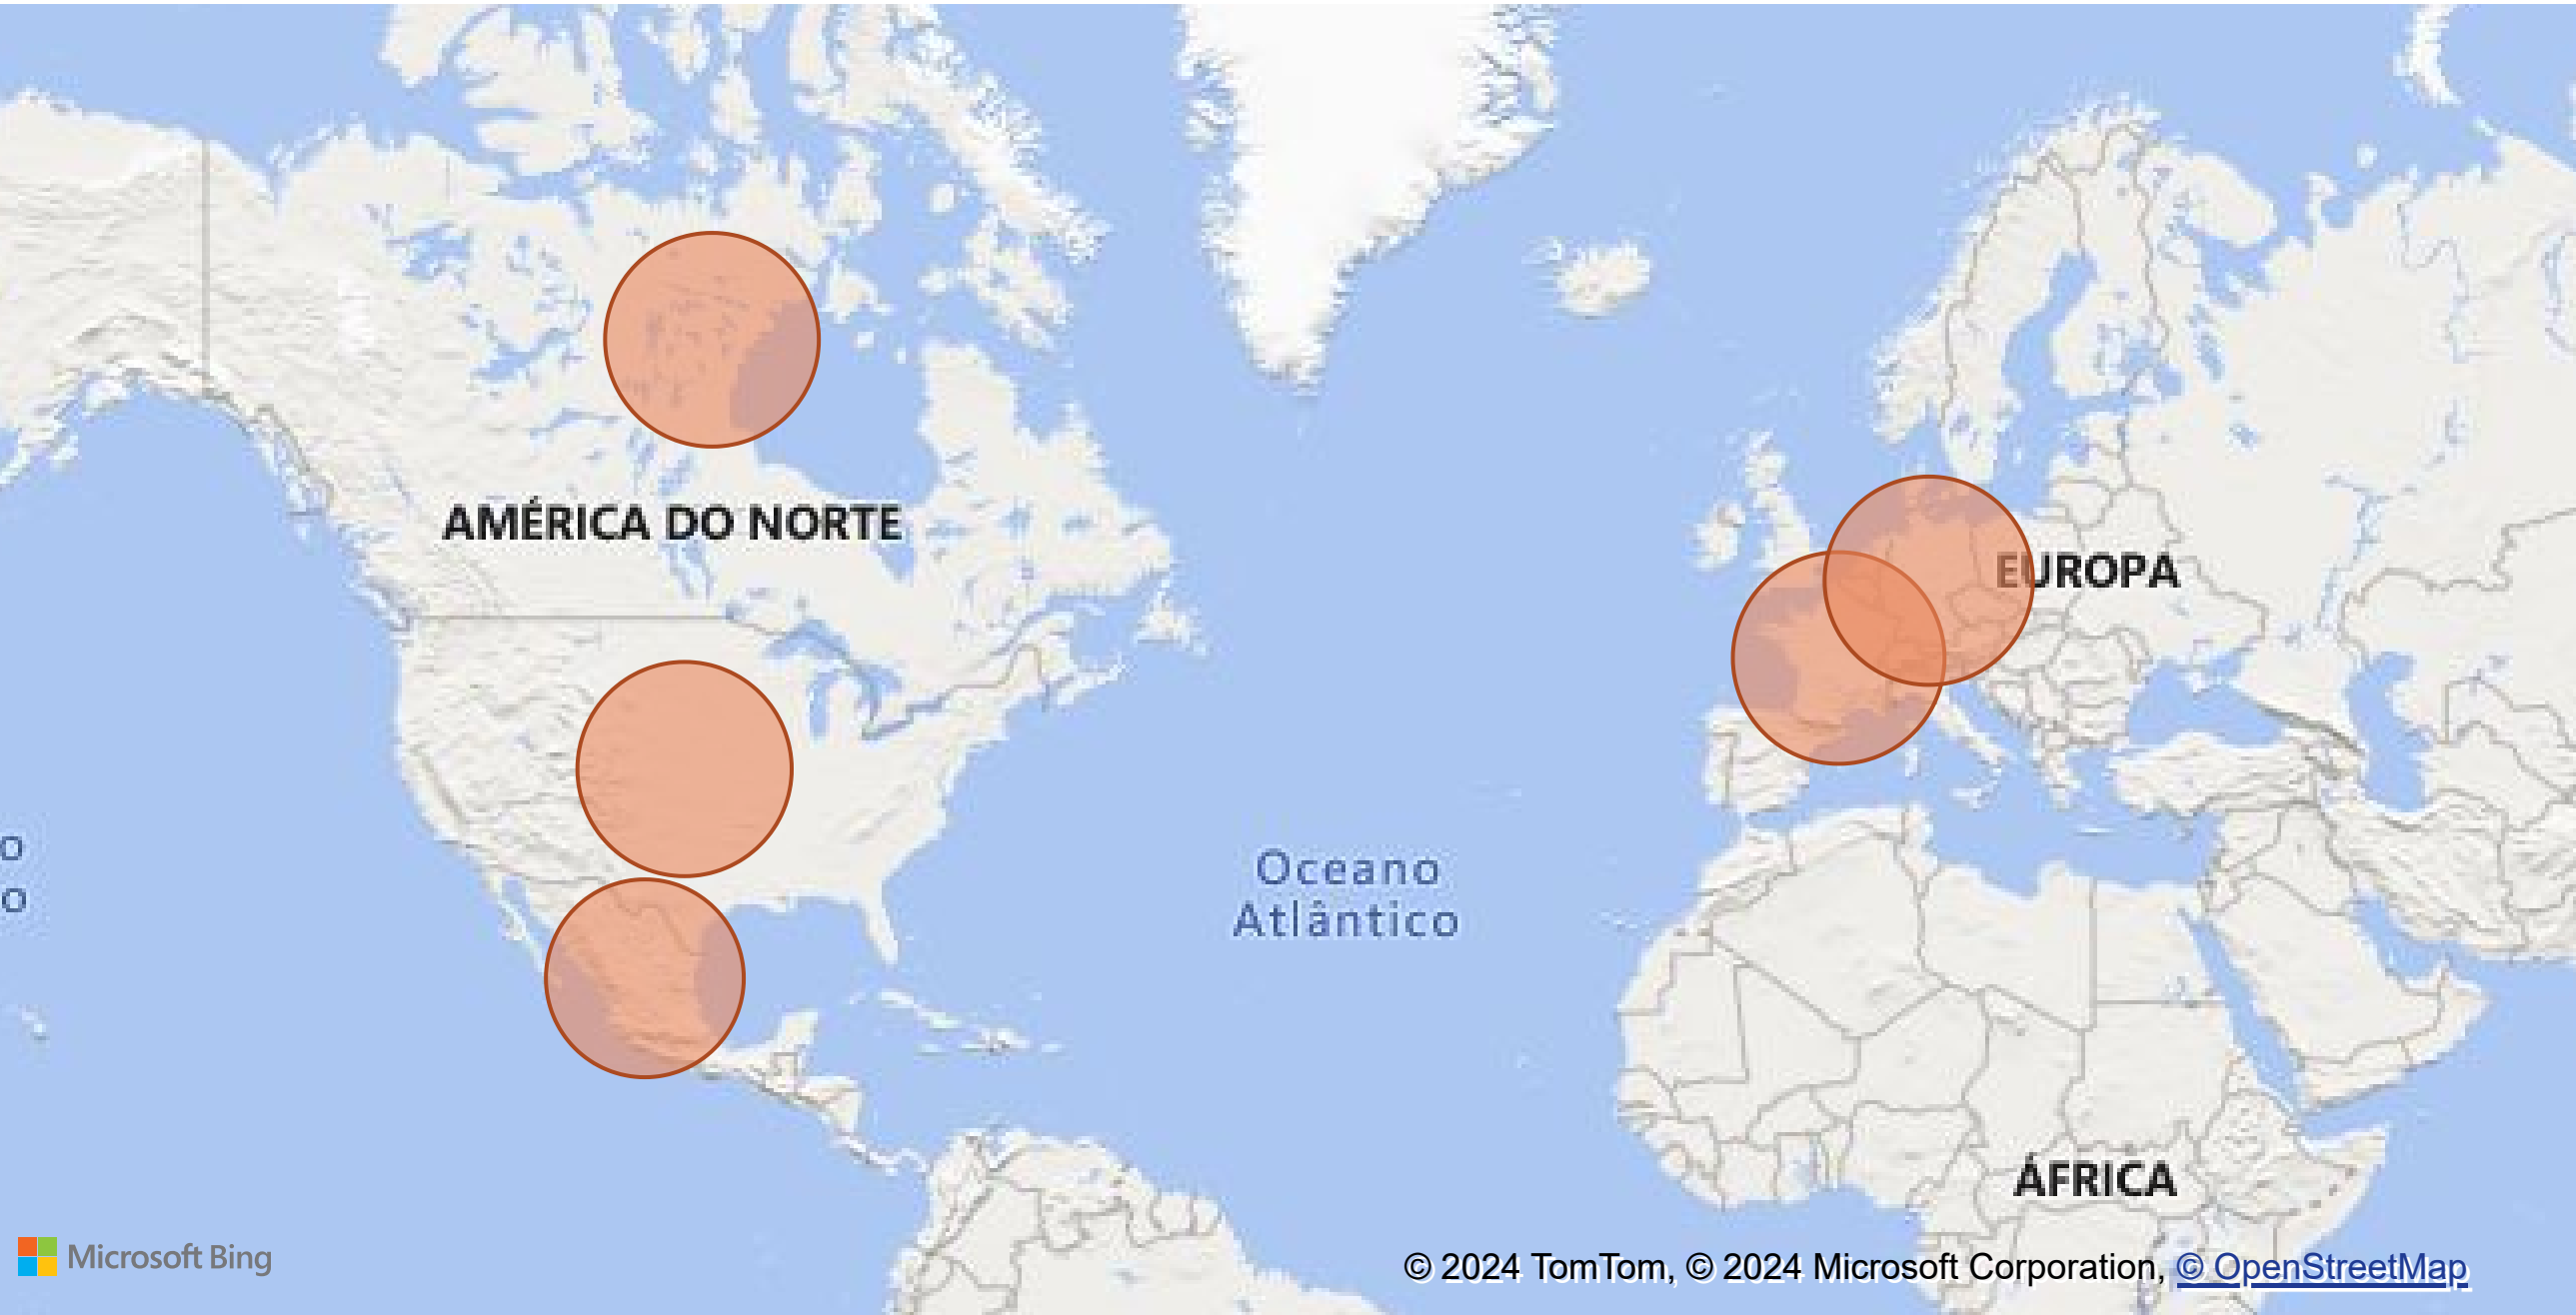 AMÉRICA DO NORTE
EUROPA
o
o
Oceano
Atlântico
ÁFRICA
Microsoft Bing
© 2024 TomTom, © 2024 Microsoft Corporation, © OpenStreetMap